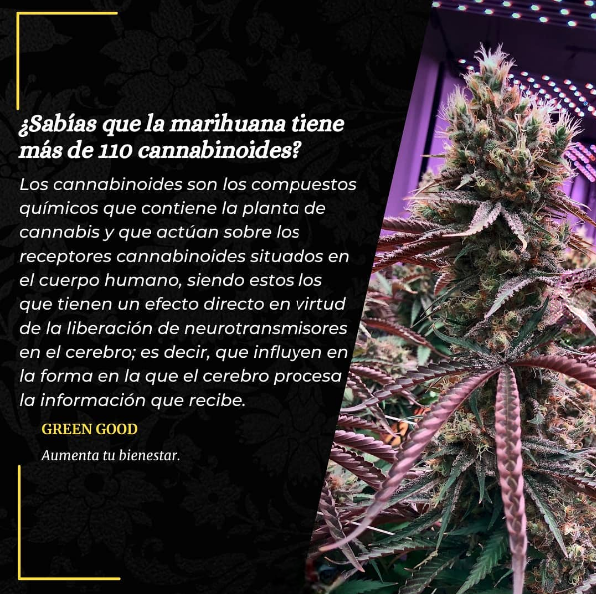 ¿Sabías que la marihuana tiene
más de 110 cannabinoides?
Los cannabinoides son los compuestos
químicos que contiene la planta de
cannabis y que actúan sobre los
receptores cannabinoides situados en
el cuerpo humano, siendo estos los
que tienen un efecto directo en virtud
de la liberación de neurotransmisores
en el cerebro; es decir, que influyen en
la forma en la que el cerebro procesa
la información que recibe.
GREEN GOOD
Aumenta tu bienestar.